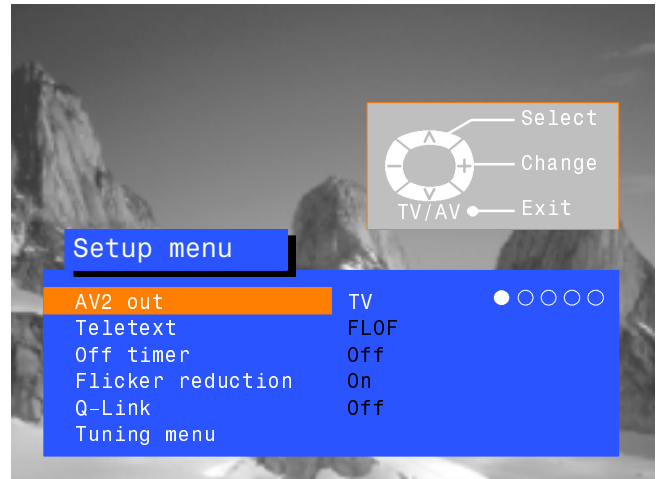 Select
Change
TV/AV Exit
Setup menu
AV2 out TV
Teletext FLOF
Off timer Off
Flicker reduction On
Q-Link Off
Tuning menu